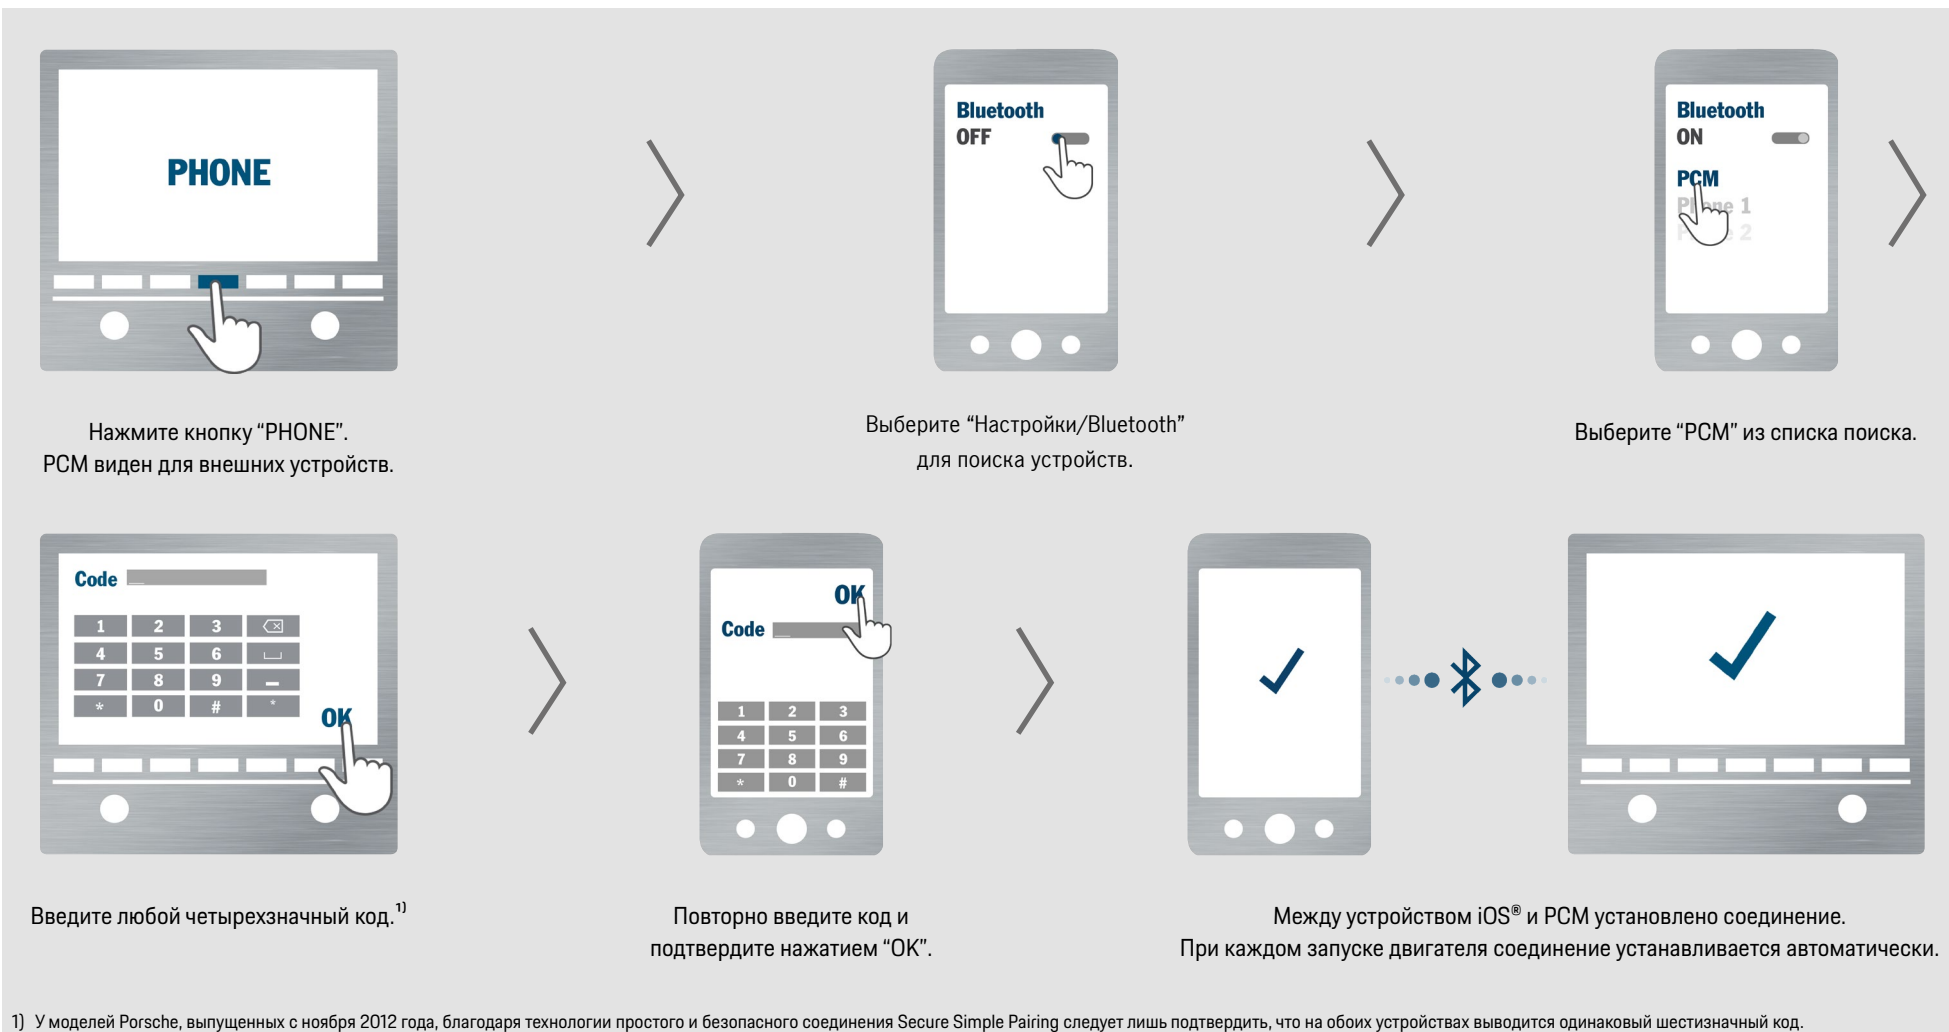 PHONE
Нажмите кнопку “PHONE”.
PCM виден для внешних устройств.
Bluetooth
OFF
Выберите “Настройки/Bluetooth”
для поиска устройств.
Bluetooth
ON
PCM
Phone 1
Phone 2
Выберите “PCM” из списка поиска.
Code
1 2 3
4 5 6
7 8 9 –
* 0 # *
OK
Введите любой четырехзначный код.¹⁾
OK
Code
1 2 3
4 5 6
7 8 9
* 0 #
Повторно введите код и
подтвердите нажатием “OK”.
Между устройством iOS® и PCM установлено соединение.
При каждом запуске двигателя соединение устанавливается автоматически.
1) У моделей Porsche, выпущенных с ноября 2012 года, благодаря технологии простого и безопасного соединения Secure Simple Pairing следует лишь подтвердить, что на обоих устройствах выводится одинаковый шестизначный код.